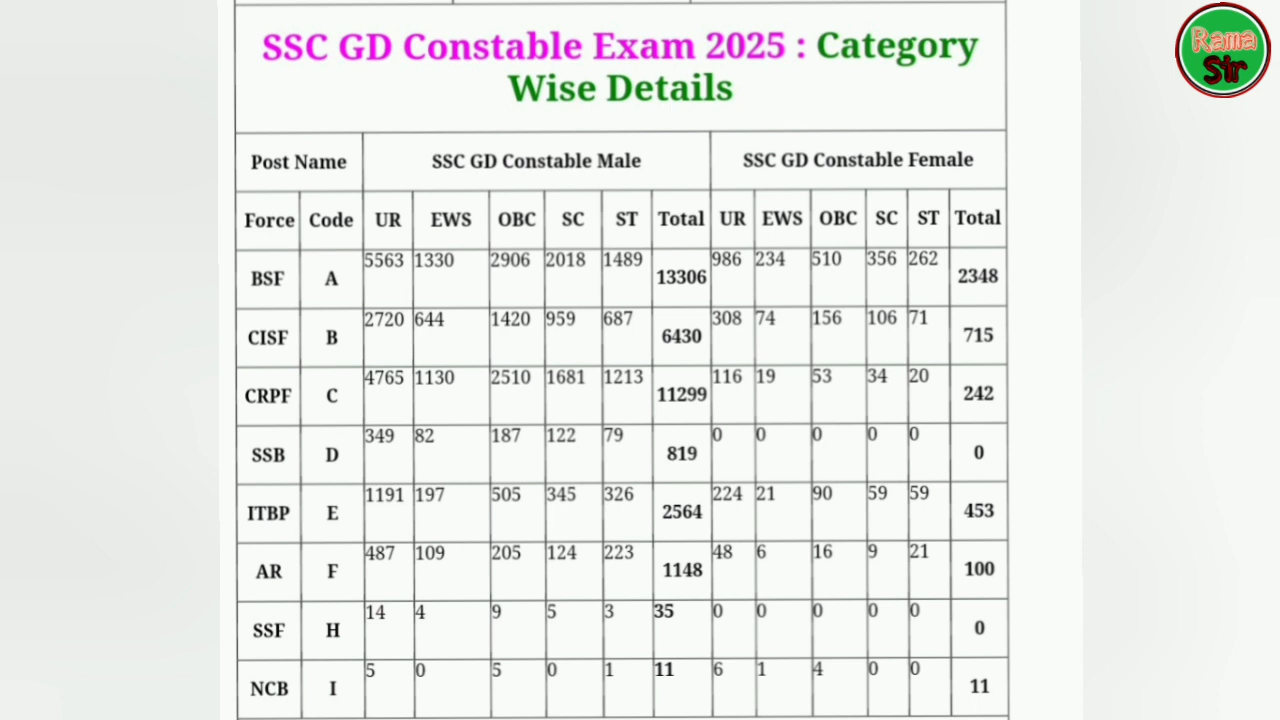 SSC GD Constable Exam 2025 : Category
Wise Details
Post Name SSC GD Constable Male SSC GD Constable Female
Force Code UR EWS OBC SC ST Total UR EWS OBC SC ST Total
BSF A 5563 1330 2906 2018 1489 13306 986 234 510 356 262 2348
CISF B 2720 644 1420 959 687 6430 308 74 156 106 71 715
CRPF C 4765 1130 2510 1681 1213 11299 116 19 53 34 20 242
SSB D 349 82 187 122 79 819 0 0 0 0 0 0
ITBP E 1191 197 505 345 326 2564 224 21 90 59 59 453
AR F 487 109 205 124 223 1148 48 6 16 9 21 100
SSF H 14 4 9 5 3 35 0 0 0 0 0 0
NCB I 5 0 5 0 1 11 6 1 4 0 0 11
Rama
Sir